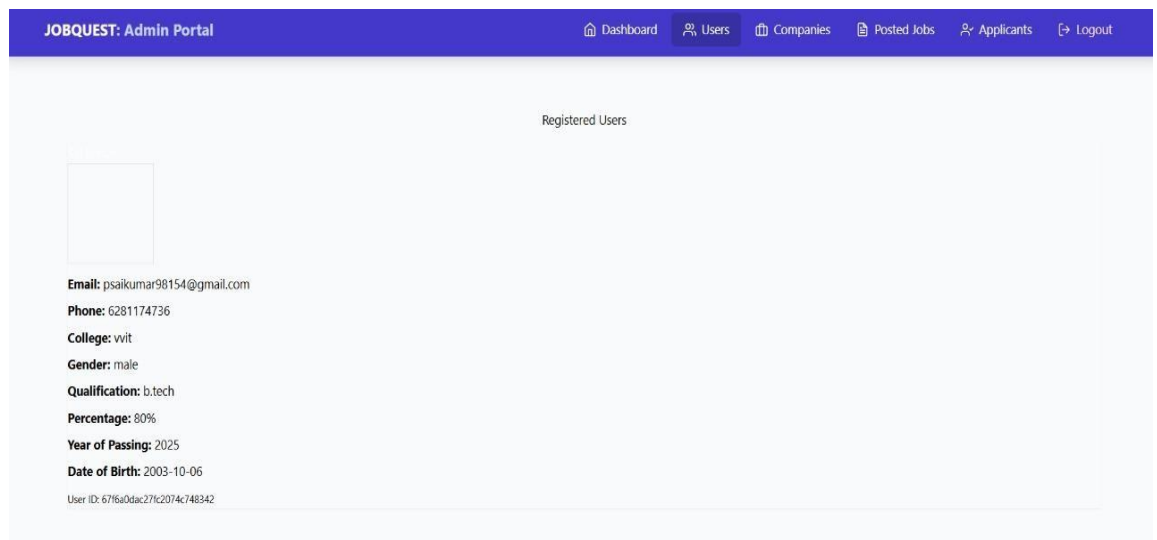 JOBQUEST: Admin Portal Dashboard Users Companies Posted Jobs Applicants Logout
Registered Users
Email: psaikumar98154@gmail.com
Phone: 6281174736
College: vvit
Gender: male
Qualification: b.tech
Percentage: 80%
Year of Passing: 2025
Date of Birth: 2003-10-06
User ID: 67f6a0dac27fc2074c748342